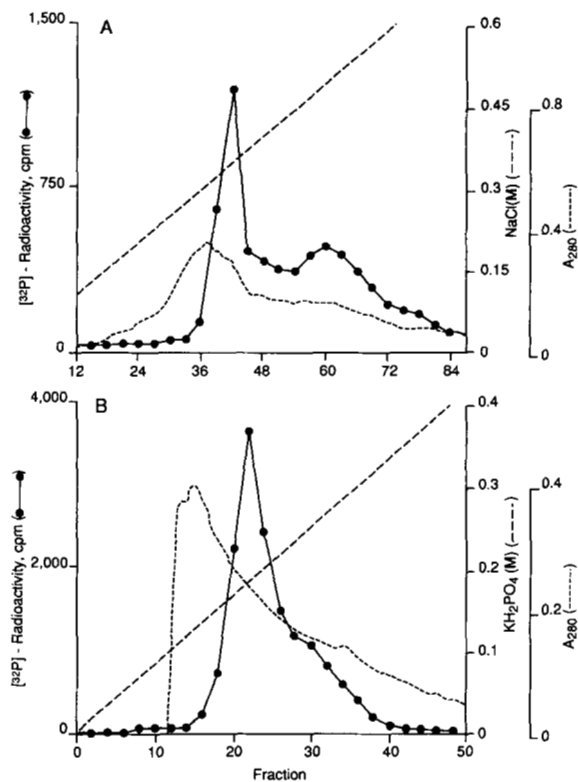 A
1,500
750
0
[³²P] - Radioactivity, cpm (●—●)
12 24 36 48 60 72 84
0.6
0.45
0.3
0.15
0
NaCl(M) (----)
0.8
0.4
0
A280 (------)
B
4,000
2,000
0
[³²P] - Radioactivity, cpm (●—●)
0 10 20 30 40 50
Fraction
0.4
0.3
0.2
0.1
0
KH2PO4 (M) (----)
0.4
0.2
0
A280 (------)